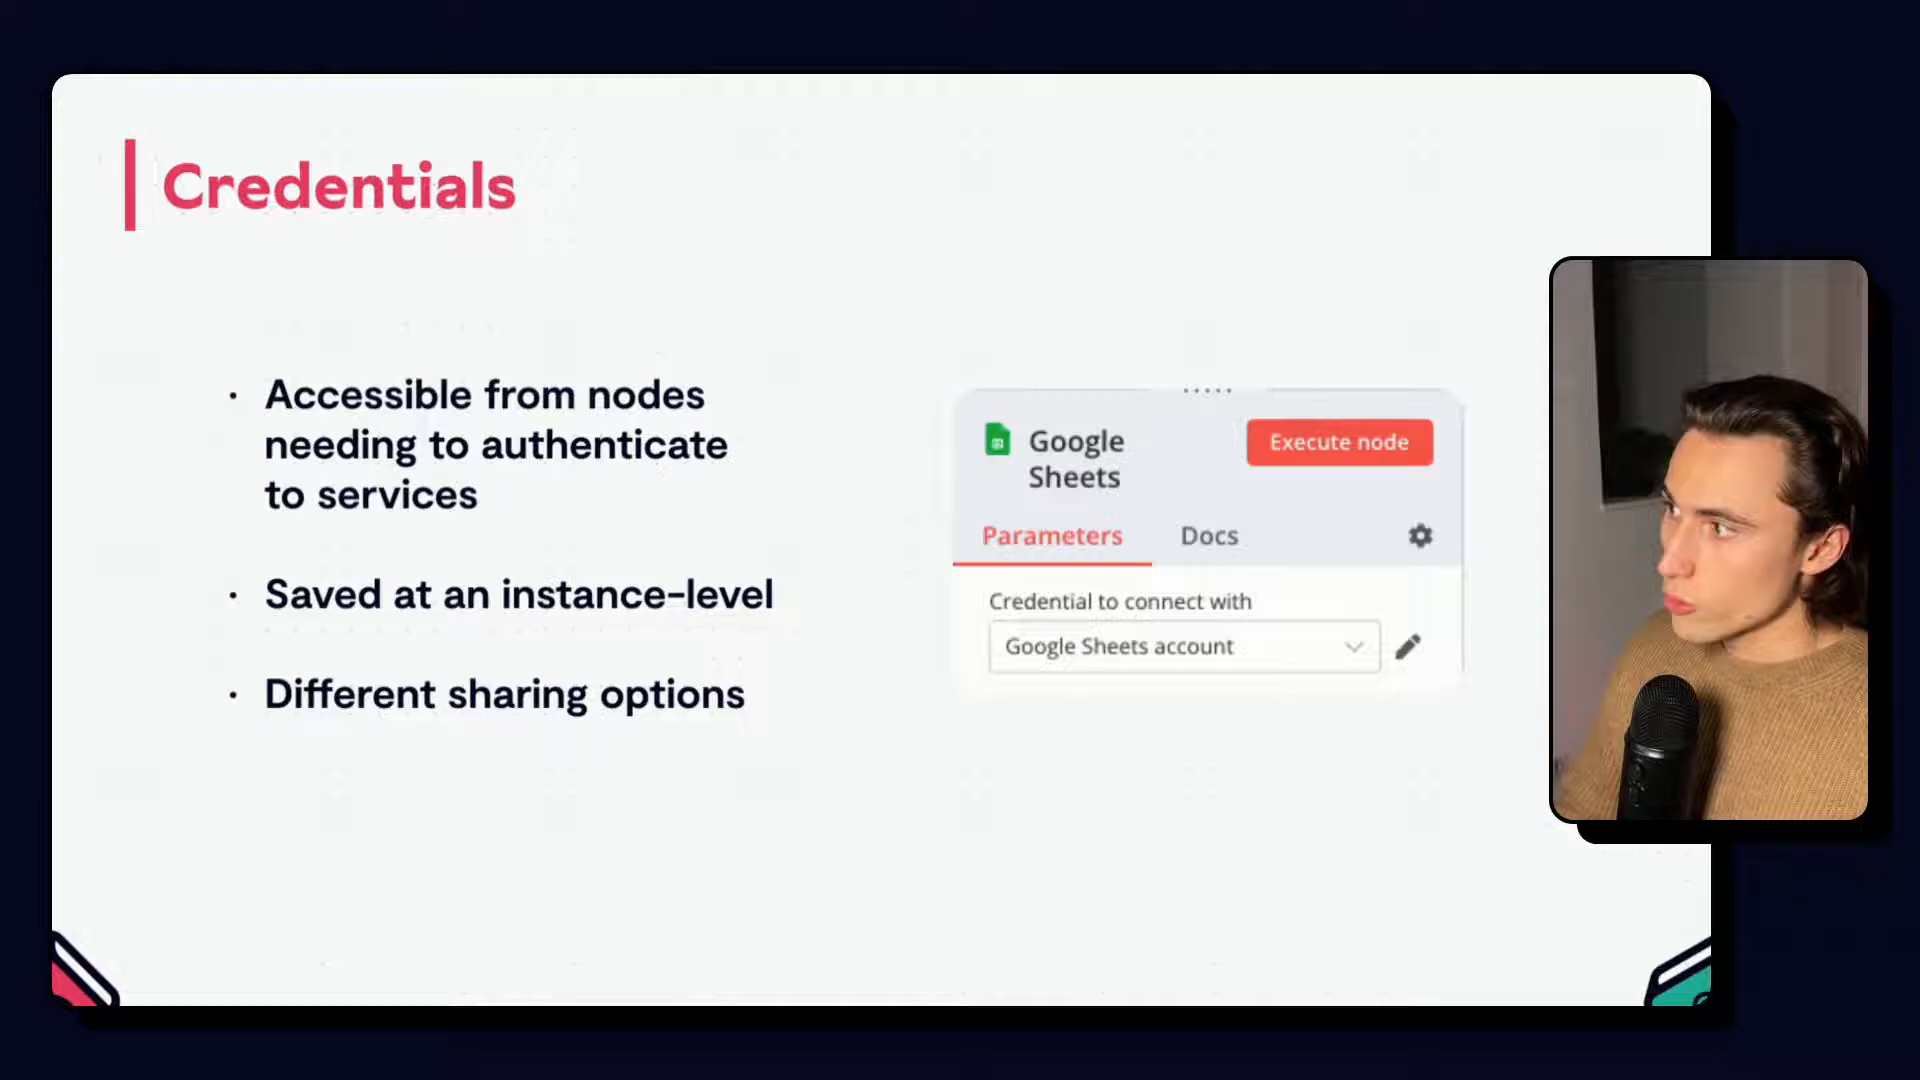 Credentials
· Accessible from nodes
needing to authenticate
to services
· Saved at an instance-level
· Different sharing options
Google
Sheets
Execute node
Parameters
Docs
Credential to connect with
Google Sheets account